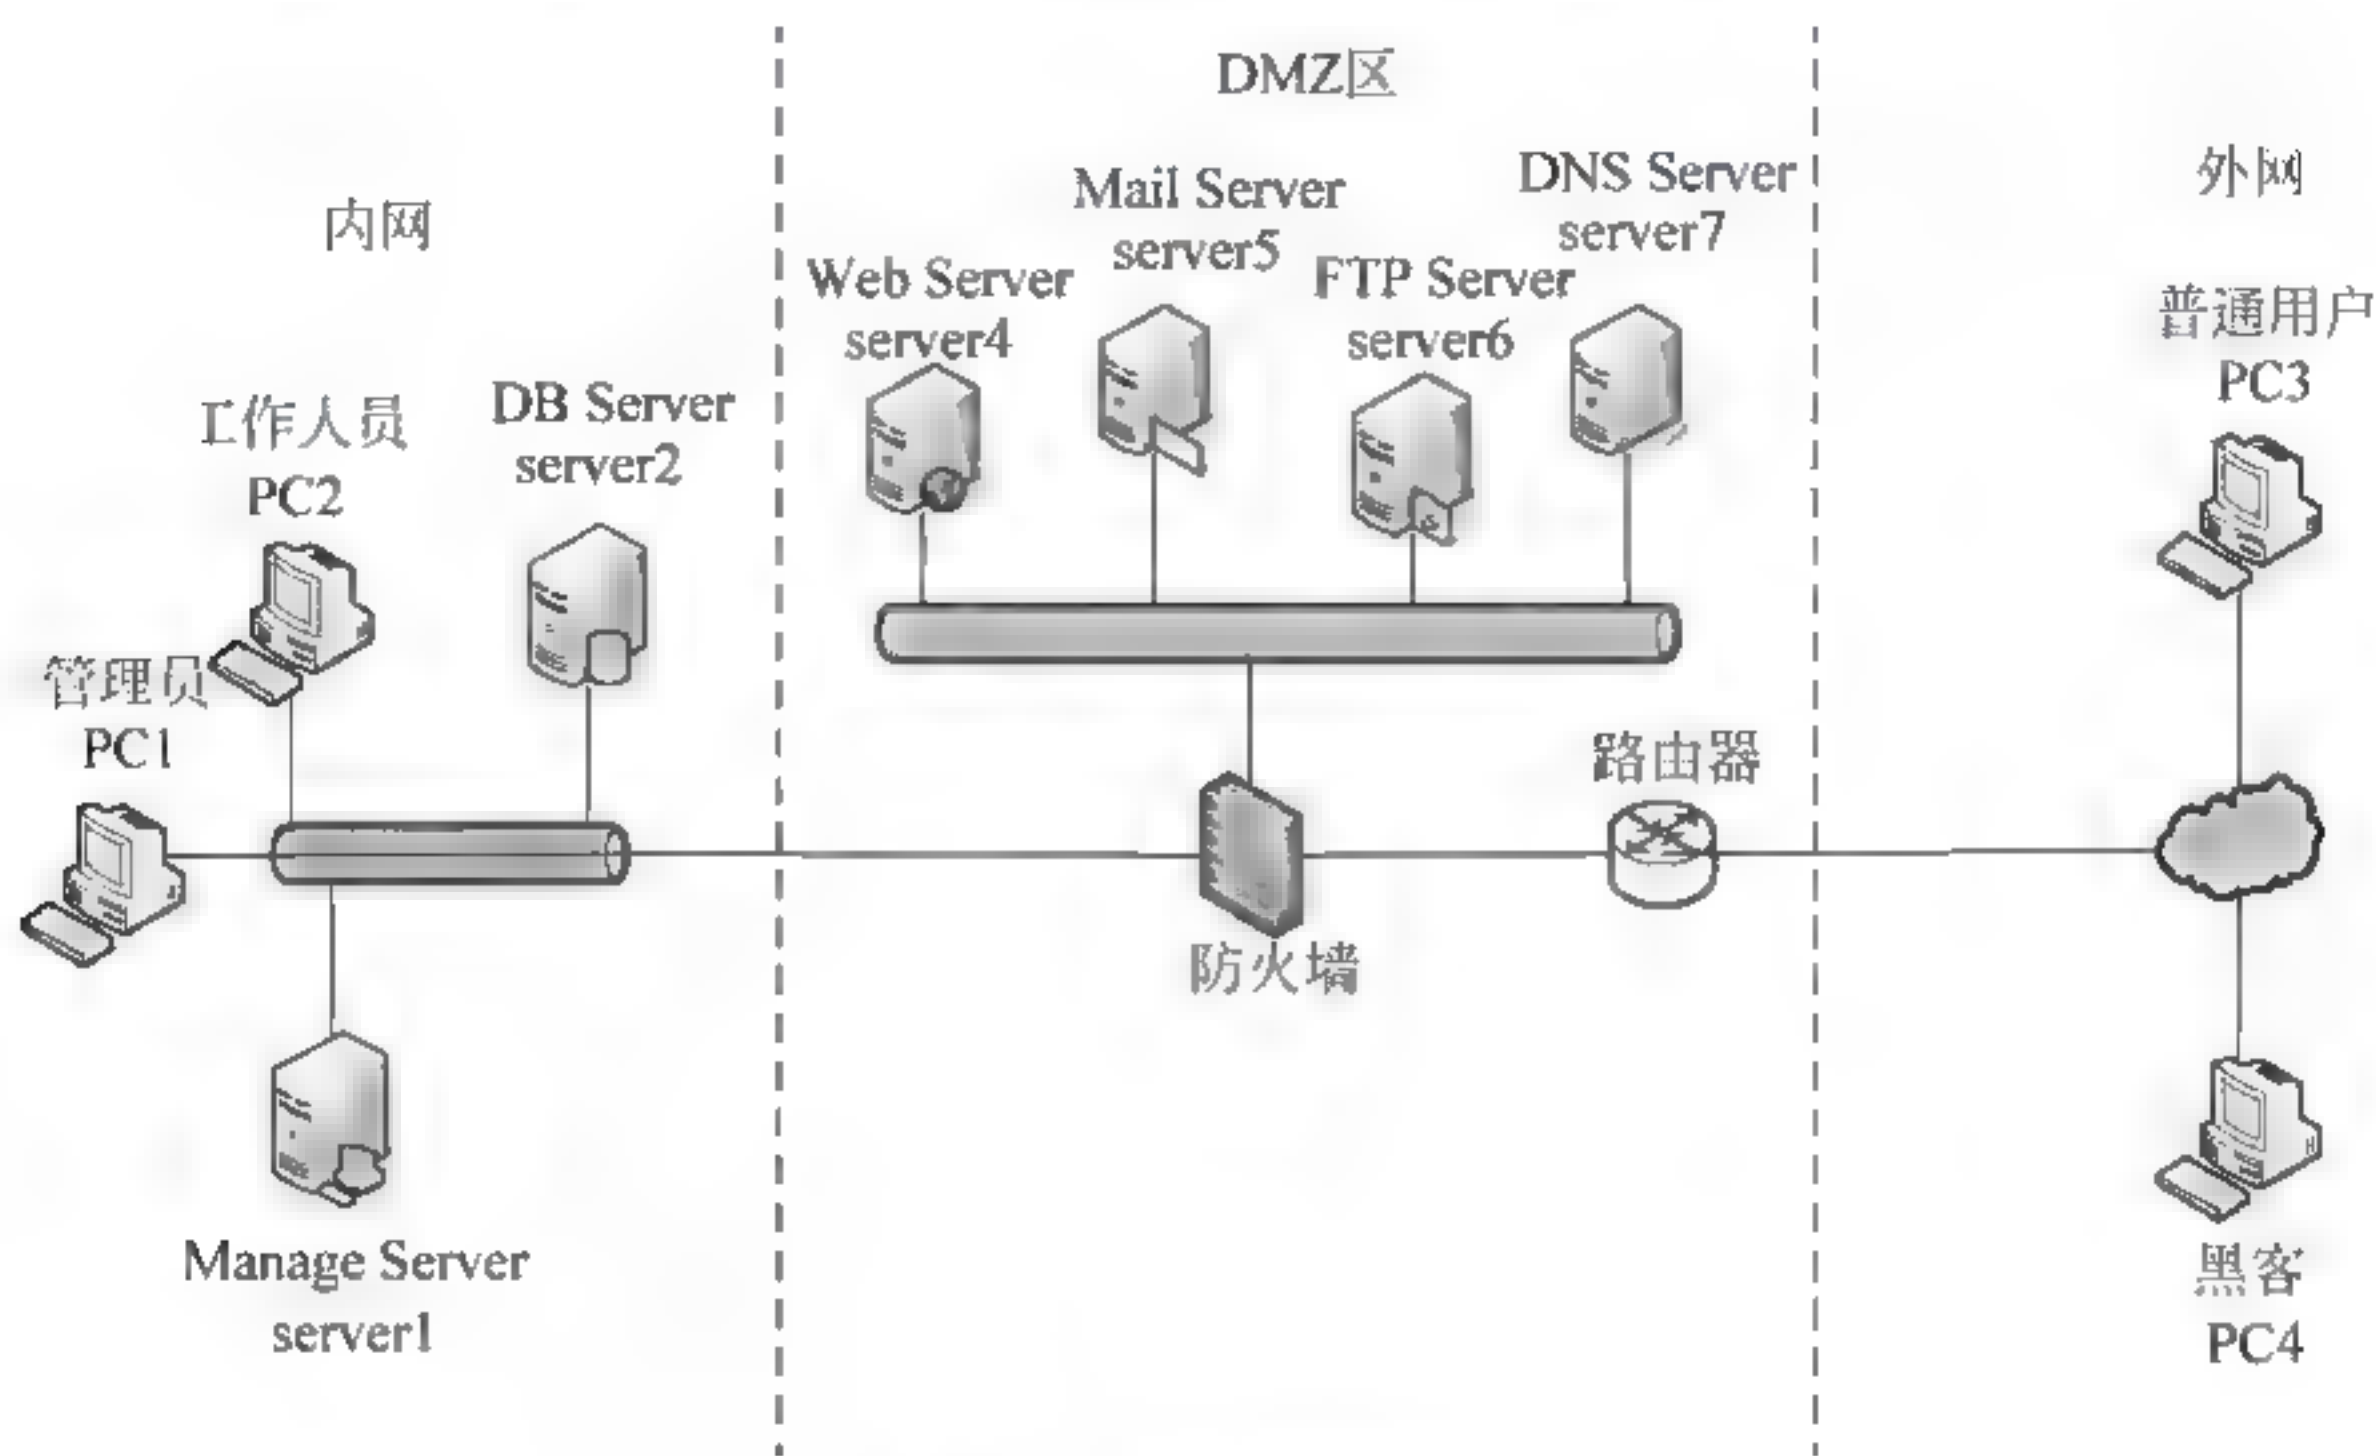 内网
工作人员
PC2
DB Server
server2
管理员
PC1
Manage Server
server1
DMZ区
Web Server
server4
Mail Server
server5
FTP Server
server6
DNS Server
server7
防火墙
路由器
外网
普通用户
PC3
黑客
PC4